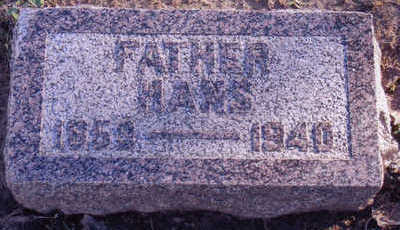 FATHER
HANS
1859 — 1940